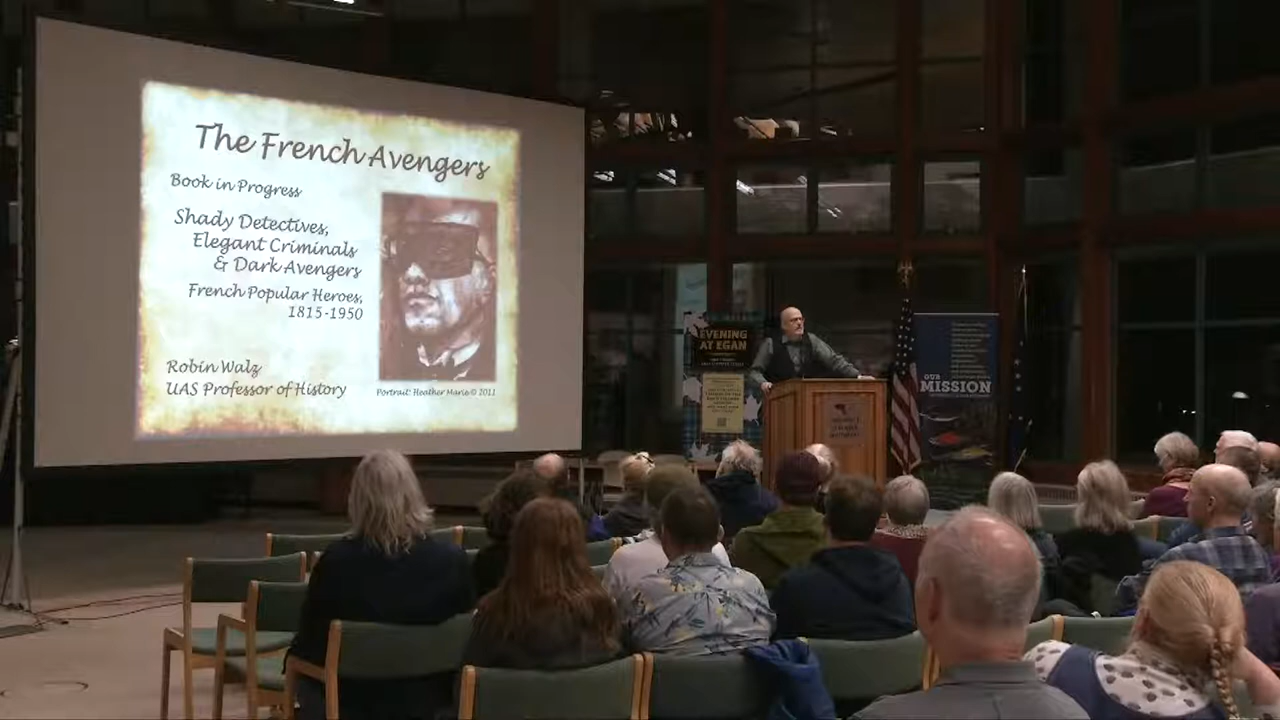 The French Avengers
Book in Progress
Shady Detectives,
Elegant Criminals
& Dark Avengers
French Popular Heroes,
1815-1950
Robin Walz
UAS Professor of History
Portrait: Heather Marie © 2011
EVENING
AT EGAN
OUR
MISSION